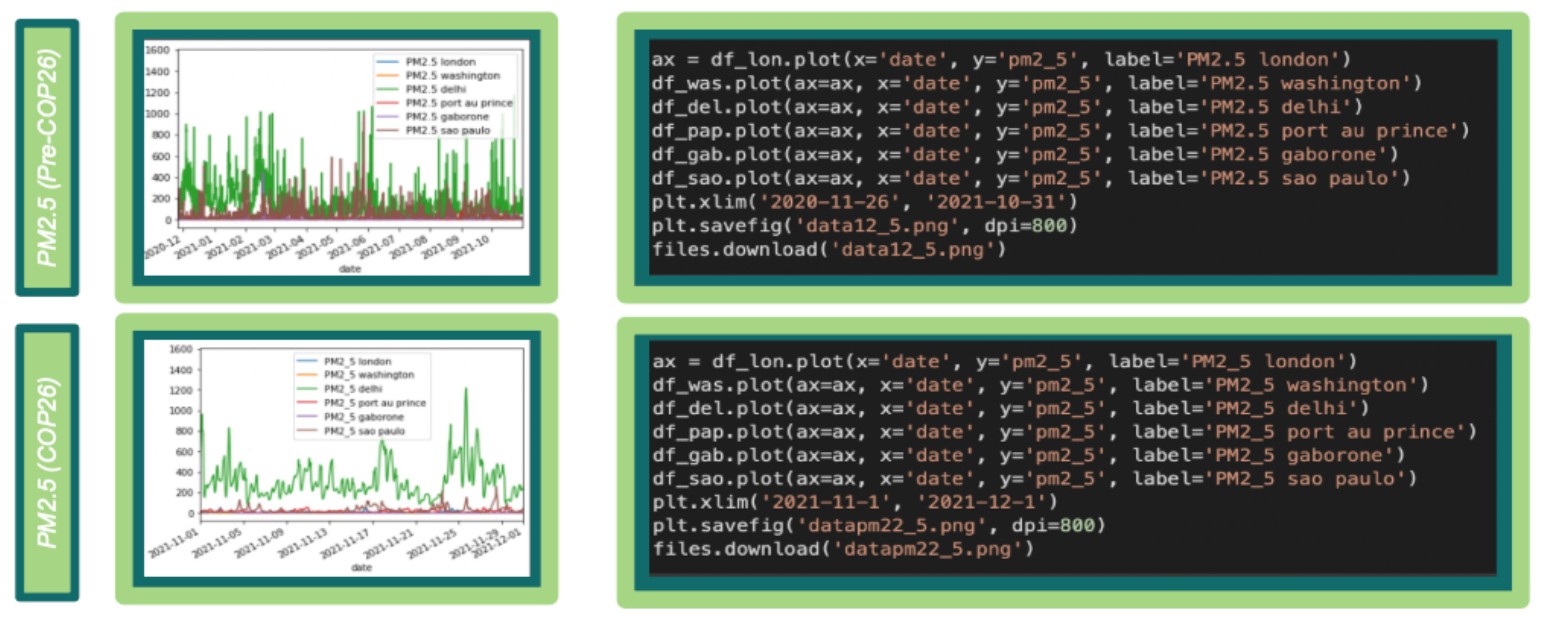 PM2.5 (Pre-COP26)
1600
1400
1200
1000
800
600
400
200
0
PM2.5 london
PM2.5 washington
PM2.5 delhi
PM2.5 port au prince
PM2.5 gaborone
PM2.5 sao paulo
2020-12
2021-01
2021-02
2021-03
2021-04
2021-05
2021-06
2021-07
2021-08
2021-09
2021-10
date
ax = df_lon.plot(x='date', y='pm2_5', label='PM2.5 london')
df_was.plot(ax=ax, x='date', y='pm2_5', label='PM2.5 washington')
df_del.plot(ax=ax, x='date', y='pm2_5', label='PM2.5 delhi')
df_pap.plot(ax=ax, x='date', y='pm2_5', label='PM2.5 port au prince')
df_gab.plot(ax=ax, x='date', y='pm2_5', label='PM2.5 gaborone')
df_sao.plot(ax=ax, x='date', y='pm2_5', label='PM2.5 sao paulo')
plt.xlim('2020-11-26', '2021-10-31')
plt.savefig('data12_5.png', dpi=800)
files.download('data12_5.png')
PM2.5 (COP26)
1600
1400
1200
1000
800
600
400
200
0
PM2_5 london
PM2_5 washington
PM2_5 delhi
PM2_5 port au prince
PM2_5 gaborone
PM2_5 sao paulo
2021-11-01
2021-11-05
2021-11-09
2021-11-13
2021-11-17
2021-11-21
2021-11-25
2021-11-29
2021-12-01
date
ax = df_lon.plot(x='date', y='pm2_5', label='PM2_5 london')
df_was.plot(ax=ax, x='date', y='pm2_5', label='PM2_5 washington')
df_del.plot(ax=ax, x='date', y='pm2_5', label='PM2_5 delhi')
df_pap.plot(ax=ax, x='date', y='pm2_5', label='PM2_5 port au prince')
df_gab.plot(ax=ax, x='date', y='pm2_5', label='PM2_5 gaborone')
df_sao.plot(ax=ax, x='date', y='pm2_5', label='PM2_5 sao paulo')
plt.xlim('2021-11-1', '2021-12-1')
plt.savefig('datapm22_5.png', dpi=800)
files.download('datapm22_5.png')